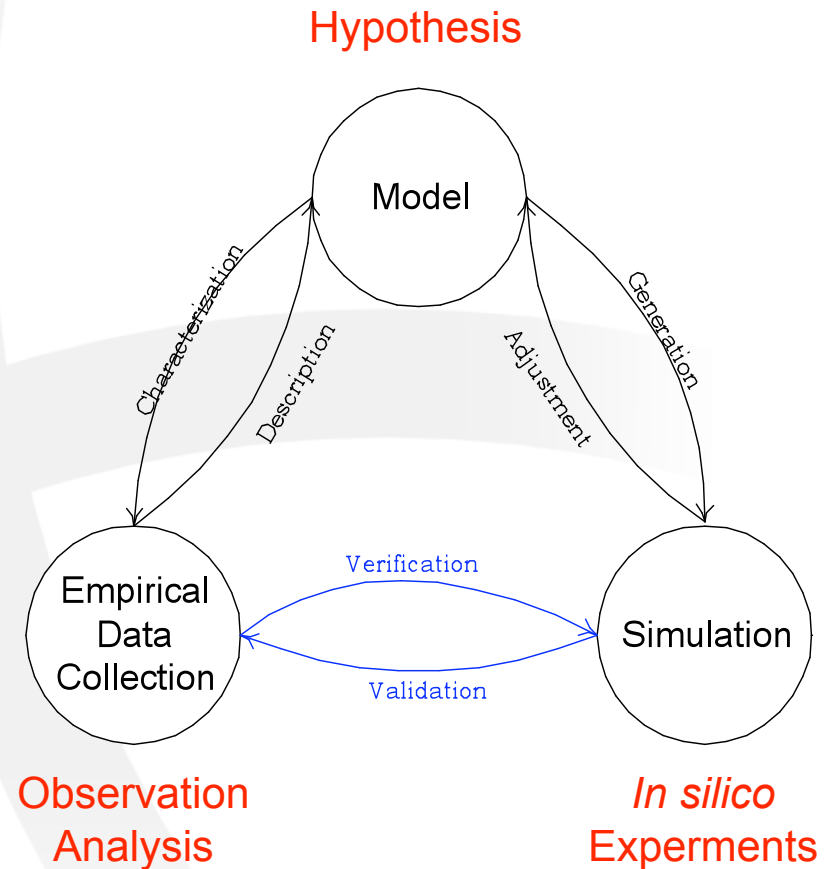 Hypothesis
Model
Characterization
Description
Adjustment
Generation
Verification
Empirical
Data
Collection
Simulation
Validation
Observation
Analysis
In silico
Experments